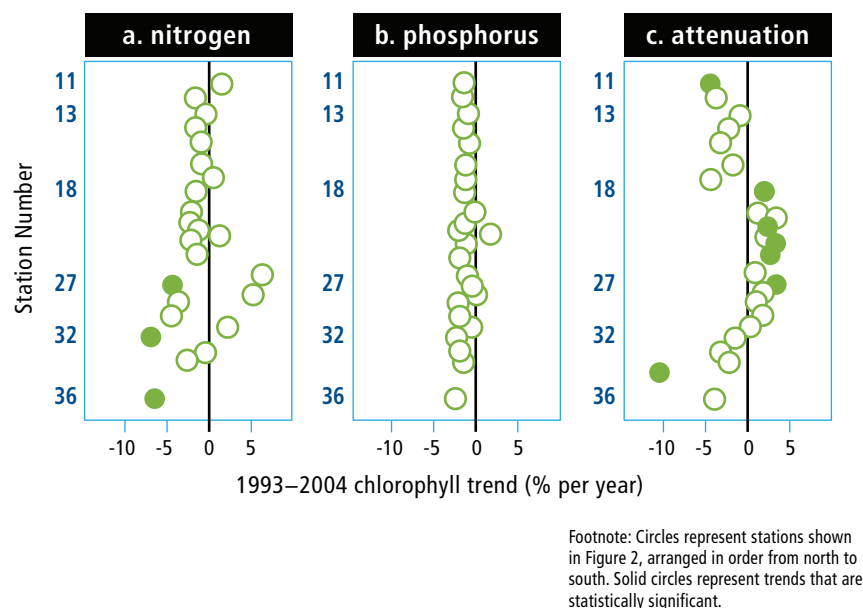 a. nitrogen
b. phosphorus
c. attenuation
Station Number
11
13
18
27
32
36
11
13
18
27
32
36
11
13
18
27
32
36
-10 -5 0 5
-10 -5 0 5
-10 -5 0 5
1993–2004 chlorophyll trend (% per year)
Footnote: Circles represent stations shown
in Figure 2, arranged in order from north to
south. Solid circles represent trends that are
statistically significant.